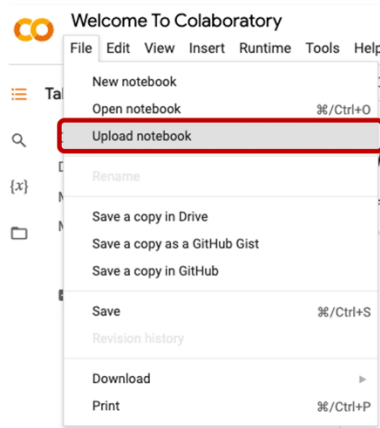 Welcome To Colaboratory
File Edit View Insert Runtime Tools Help
Ta
New notebook
Open notebook ⌘/Ctrl+O
Upload notebook
Rename
{x}
Save a copy in Drive
Save a copy as a GitHub Gist
Save a copy in GitHub
Save ⌘/Ctrl+S
Revision history
Download ►
Print ⌘/Ctrl+P